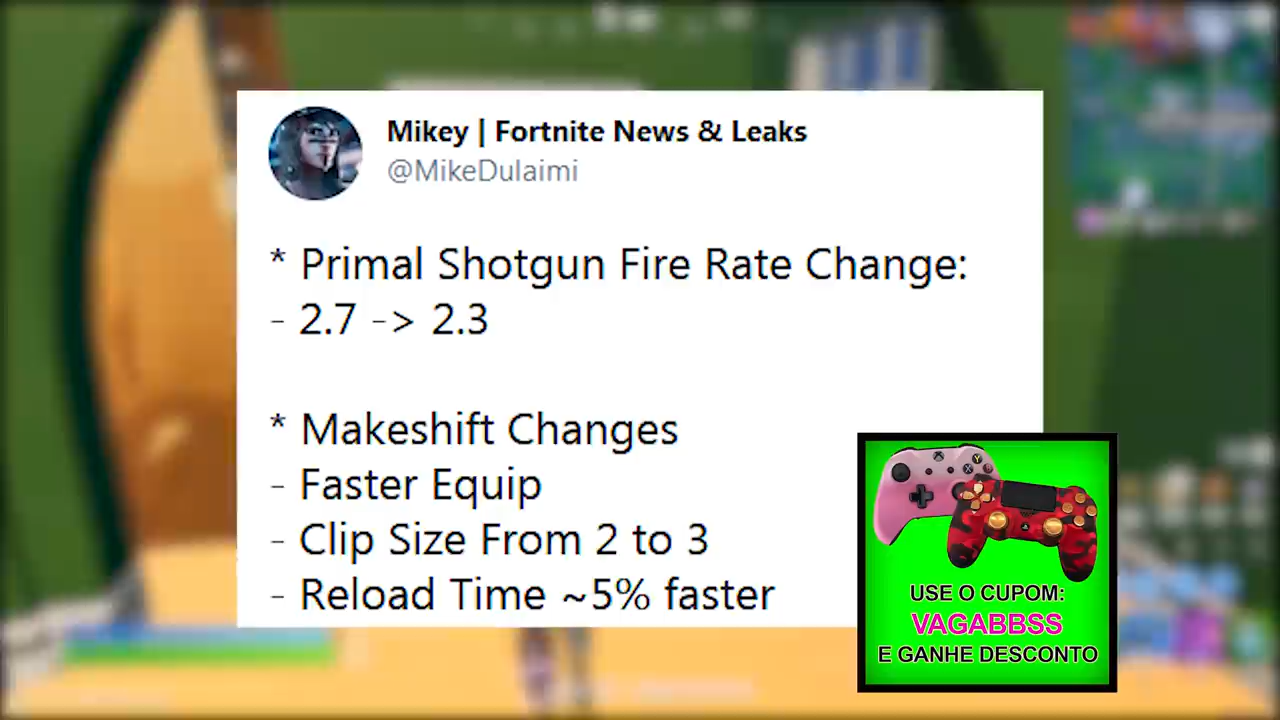 Mikey | Fortnite News & Leaks
@MikeDulaimi
* Primal Shotgun Fire Rate Change:
- 2.7 -> 2.3
* Makeshift Changes
- Faster Equip
- Clip Size From 2 to 3
- Reload Time ~5% faster
USE O CUPOM:
VAGABBSS
E GANHE DESCONTO